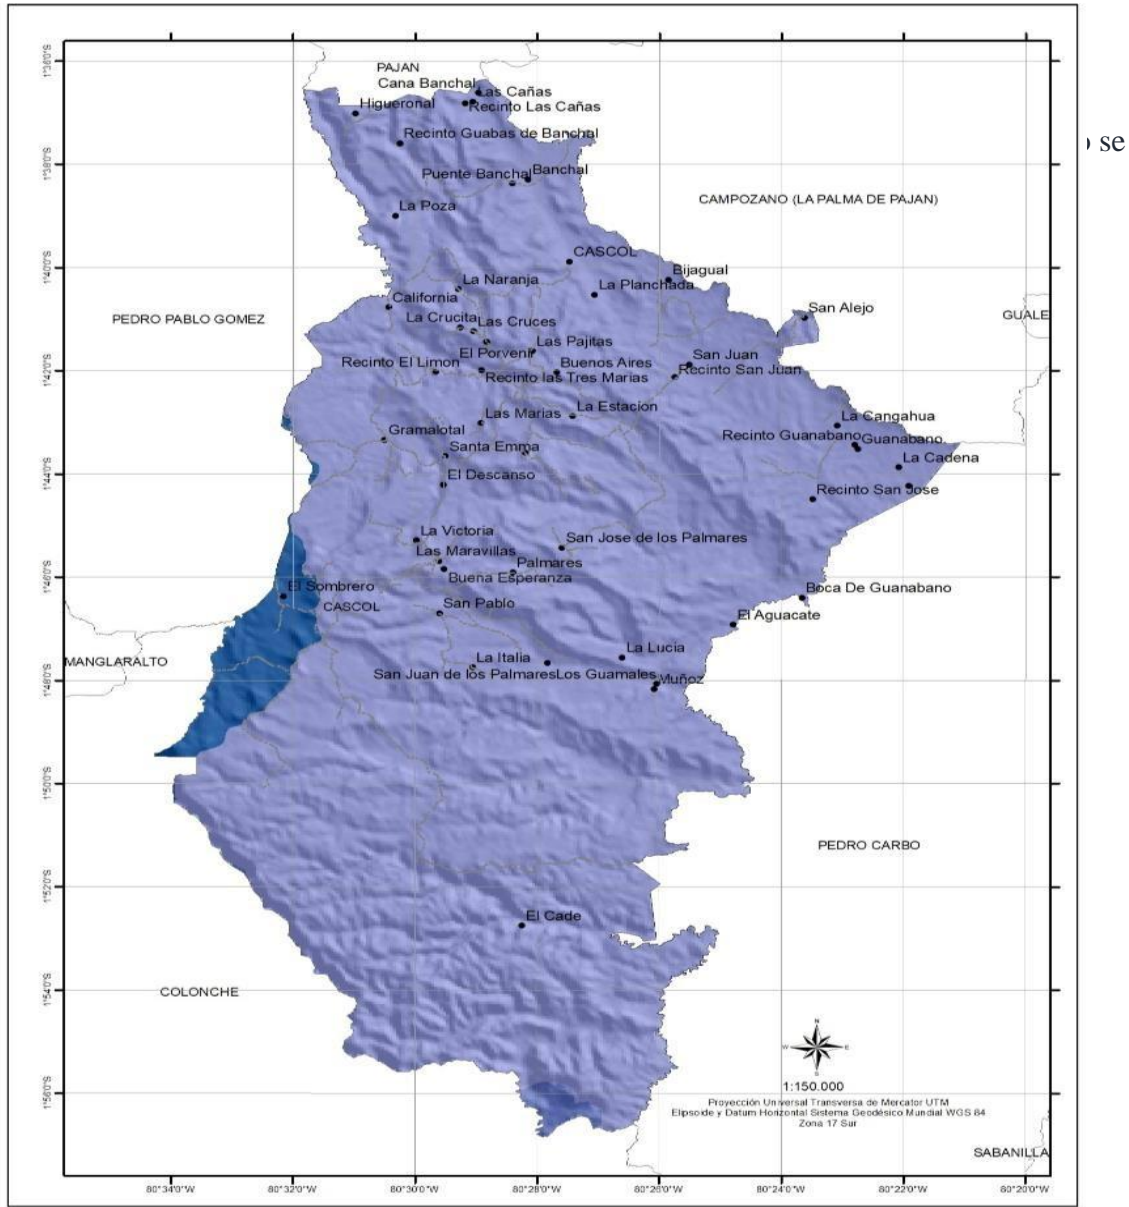 PAJAN
Cana Banchal
Las Cañas
Higueronal
Recinto Las Cañas
Recinto Guabas de Banchal
se
Puente Banchal
Banchal
CAMPOZANO (LA PALMA DE PAJAN)
La Poza
CASCOL
Bijagual
La Naranja
La Planchada
California
San Alejo
PEDRO PABLO GOMEZ
La Crucita
Las Cruces
GUALE
Las Pajitas
El Porvenir
San Juan
Recinto El Limon
Buenos Aires
Recinto San Juan
Recinto las Tres Marias
Las Marias
La Estacion
La Cangahua
Gramalotal
Recinto Guanabano
Guanabano
Santa Emma
La Cadena
El Descanso
Recinto San Jose
La Victoria
San Jose de los Palmares
Las Maravillas
Palmares
Buena Esperanza
El Sombrero
Boca De Guanabano
CASCOL
San Pablo
El Aguacate
MANGLARALTO
La Italia
La Lucia
San Juan de los Palmares
Los Guamales
Muñoz
PEDRO CARBO
El Cade
COLONCHE
N
W
E
S
1:150.000
Proyección Universal Transversa de Mercator UTM
Elipsoide y Datum Horizontal Sistema Geodésico Mundial WGS 84
Zona 17 Sur
SABANILLA
1°36'0"S
1°38'0"S
1°40'0"S
1°42'0"S
1°44'0"S
1°46'0"S
1°48'0"S
1°50'0"S
1°52'0"S
1°54'0"S
1°56'0"S
80°34'0"W
80°32'0"W
80°30'0"W
80°28'0"W
80°26'0"W
80°24'0"W
80°22'0"W
80°20'0"W